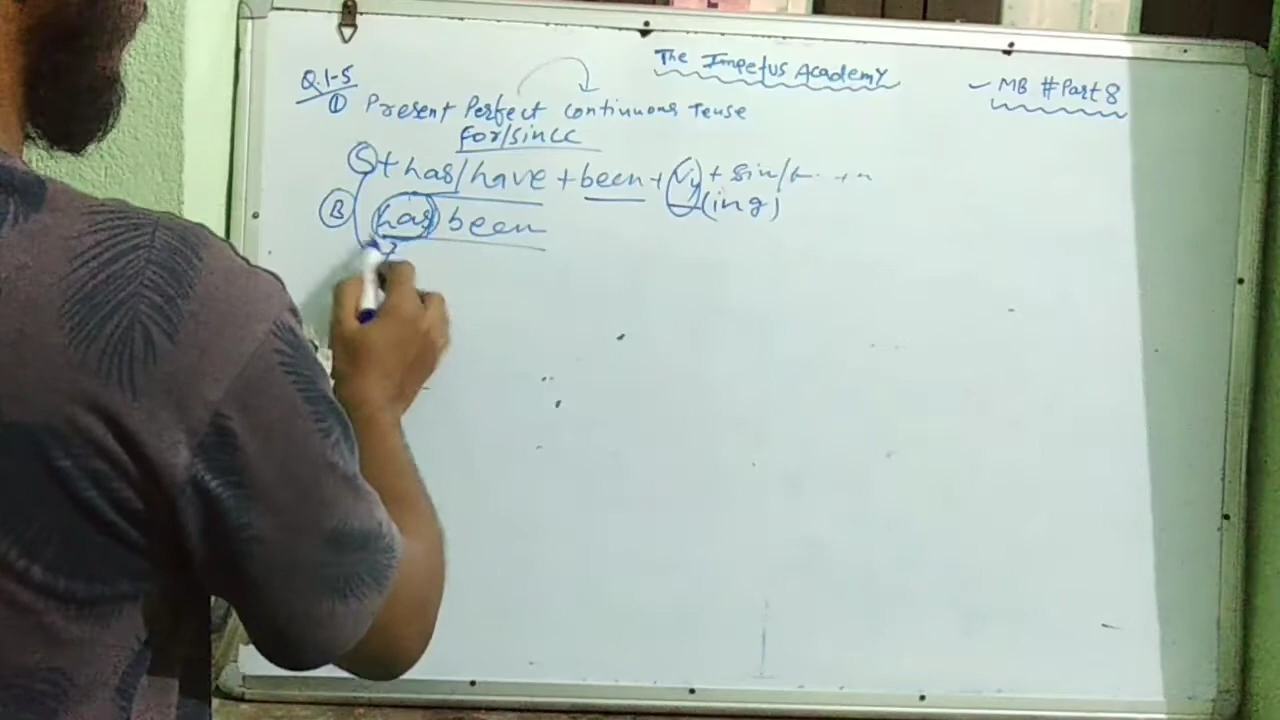 The Impetus Academy
MB #Part 8
Q.1-5
① Present Perfect Continuous Tense
For/since
S + has/have + been + V1 + sin/f
(ing)
B has been